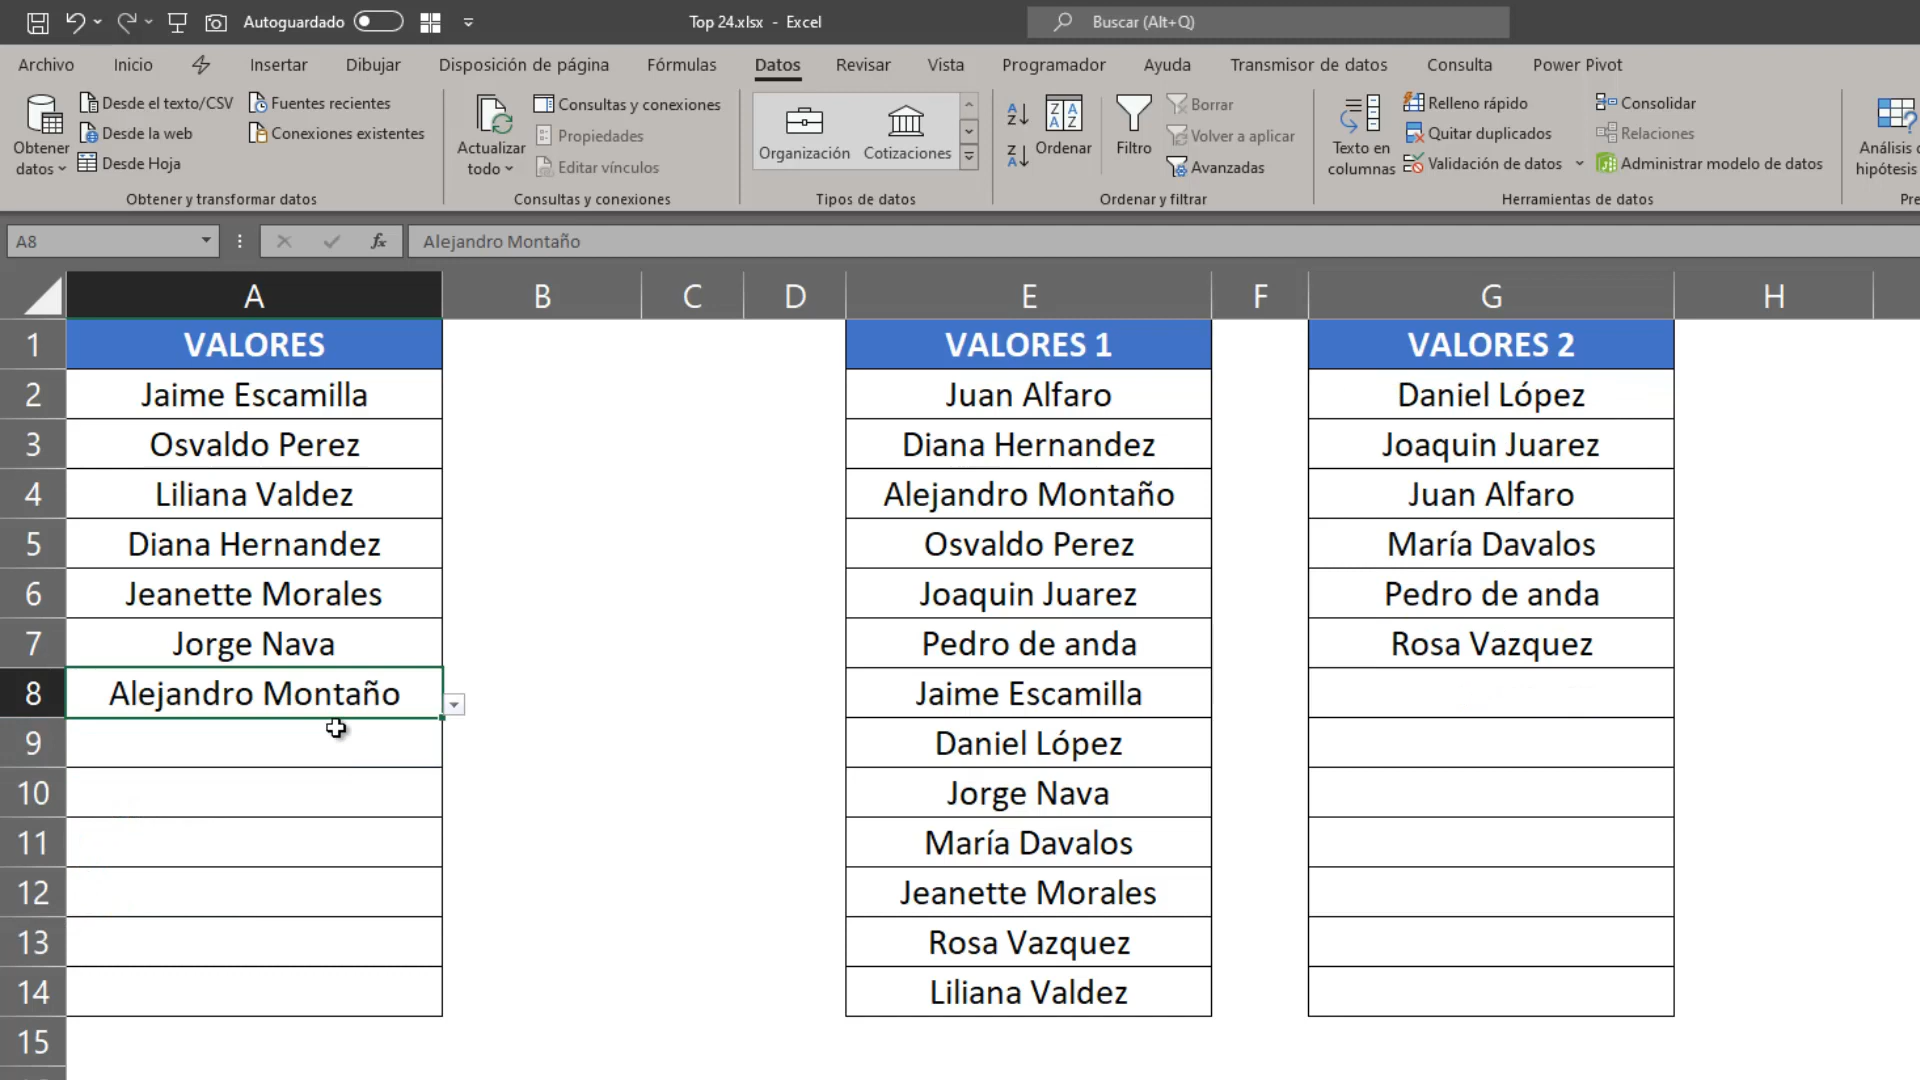 Autoguardado
Top 24.xlsx - Excel
Buscar (Alt+Q)
Archivo Inicio Insertar Dibujar Disposición de página Fórmulas Datos Revisar Vista Programador Ayuda Transmisor de datos Consulta Power Pivot
Obtener datos
Desde el texto/CSV
Desde la web
Desde Hoja
Fuentes recientes
Conexiones existentes
Obtener y transformar datos
Actualizar todo
Consultas y conexiones
Propiedades
Editar vínculos
Consultas y conexiones
Organización
Cotizaciones
Tipos de datos
Ordenar
Filtro
Borrar
Volver a aplicar
Avanzadas
Ordenar y filtrar
Texto en columnas
Relleno rápido
Quitar duplicados
Validación de datos
Consolidar
Relaciones
Administrar modelo de datos
Herramientas de datos
Análisis
hipótesis
Pre
A8
fx
Alejandro Montaño
A B C D E F G H
1 VALORES VALORES 1 VALORES 2
2 Jaime Escamilla Juan Alfaro Daniel López
3 Osvaldo Perez Diana Hernandez Joaquin Juarez
4 Liliana Valdez Alejandro Montaño Juan Alfaro
5 Diana Hernandez Osvaldo Perez María Davalos
6 Jeanette Morales Joaquin Juarez Pedro de anda
7 Jorge Nava Pedro de anda Rosa Vazquez
8 Alejandro Montaño Jaime Escamilla
9 Daniel López
10 Jorge Nava
11 María Davalos
12 Jeanette Morales
13 Rosa Vazquez
14 Liliana Valdez
15